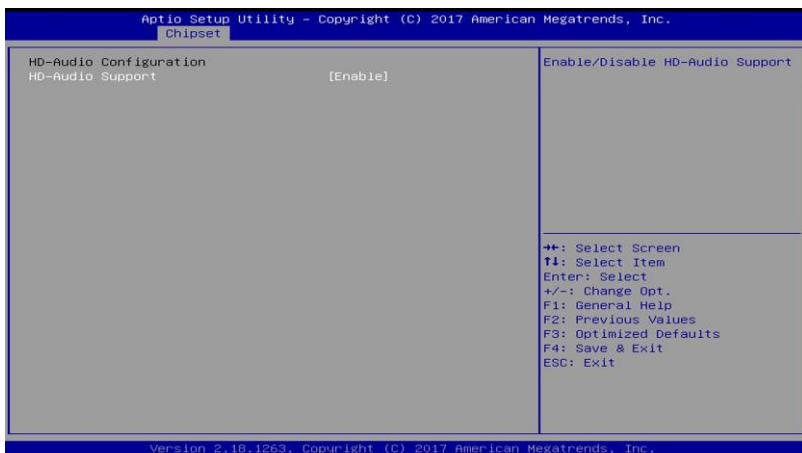 Aptio Setup Utility – Copyright (C) 2017 American Megatrends, Inc.
Chipset
HD-Audio Configuration
HD-Audio Support [Enable]
Enable/Disable HD-Audio Support
→←: Select Screen
↑↓: Select Item
Enter: Select
+/-: Change Opt.
F1: General Help
F2: Previous Values
F3: Optimized Defaults
F4: Save & Exit
ESC: Exit
Version 2.18.1263. Copyright (C) 2017 American Megatrends, Inc.